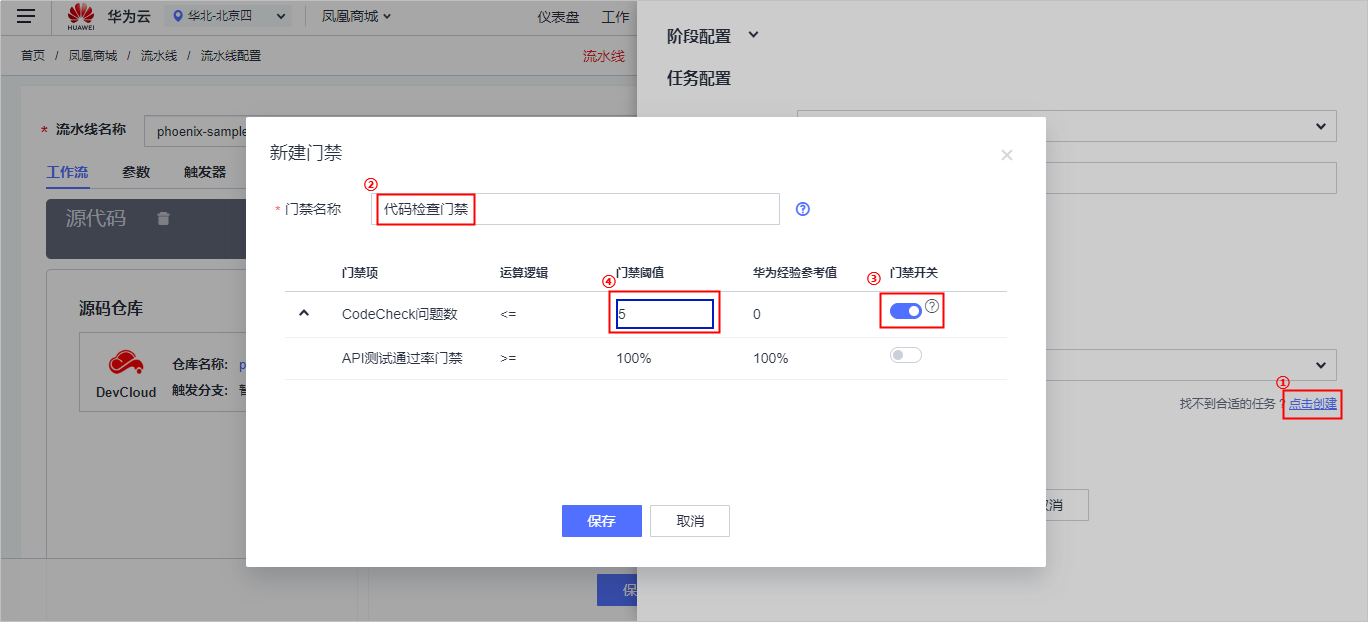 HUAWEI
华为云
华北-北京四
凤凰商城
仪表盘
工作
首页 / 凤凰商城 / 流水线 / 流水线配置
流水线
阶段配置
任务配置
* 流水线名称
phoenix-sample
工作流
参数
触发器
源代码
源码仓库
DevCloud
仓库名称: p
触发分支:
新建门禁
②
* 门禁名称
代码检查门禁
门禁项
运算逻辑
④
门禁阈值
华为经验参考值
③
门禁开关
CodeCheck问题数
<=
5
0
API测试通过率门禁
>=
100%
100%
保存
取消
①
找不到合适的任务?
点击创建
消
保